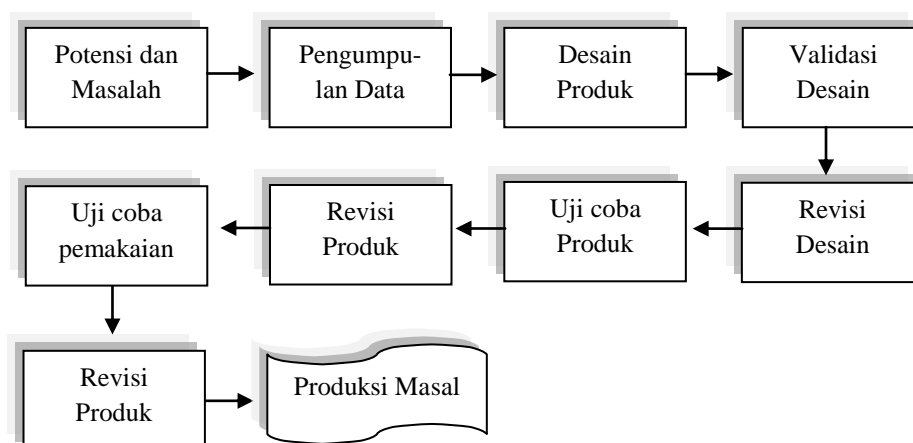 Potensi dan
Masalah
Pengumpu-
lan Data
Desain
Produk
Validasi
Desain
Revisi
Desain
Uji coba
Produk
Revisi
Produk
Uji coba
pemakaian
Revisi
Produk
Produksi Masal